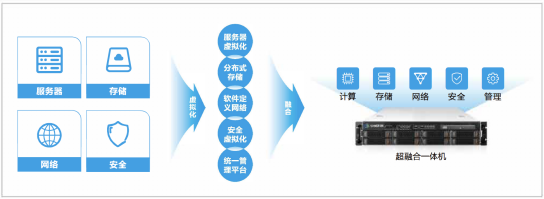 服务器
存储
网络
安全
虚拟化
服务器
虚拟化
分布式
存储
软件定
义网络
安全
虚拟化
统一管
理平台
融合
计算
存储
网络
安全
管理
超融合一体机